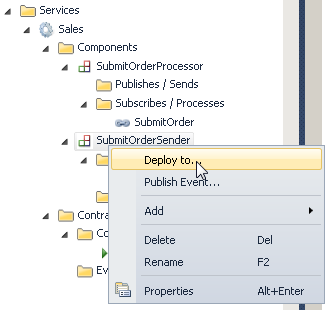 Services
Sales
Components
SubmitOrderProcessor
Publishes / Sends
Subscribes / Processes
SubmitOrder
SubmitOrderSender
Deploy to...
Publish Event...
Add
Contra
Co
Delete Del
Rename F2
Ev
Properties Alt+Enter